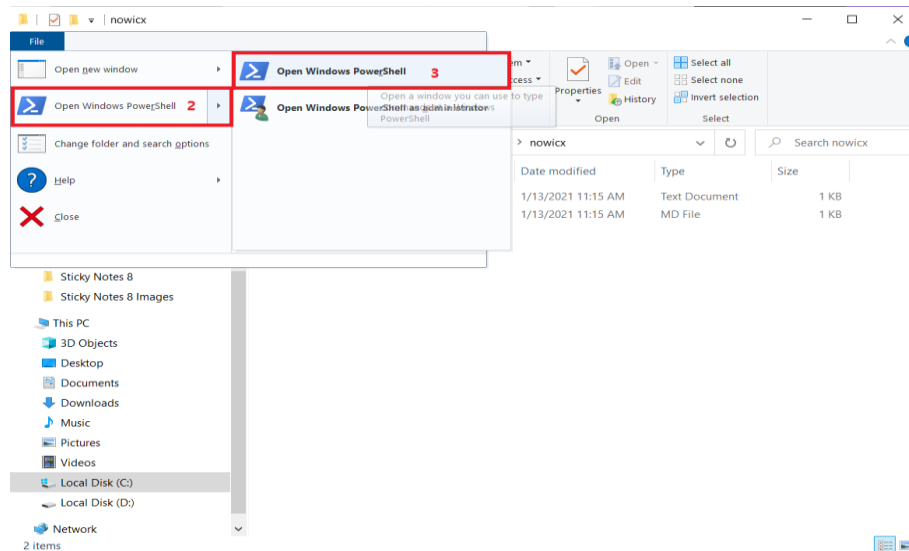 nowicx
File
Open new window
Open Windows PowerShell 2
Change folder and search options
Help
Close
Open Windows PowerShell 3
Open Windows PowerShell as administrator
Open a window you can use to type
PowerShell
Open
Select all
Properties
Edit
Select none
History
Invert selection
Open
Select
> nowicx
Search nowicx
Date modified
Type
Size
1/13/2021 11:15 AM
Text Document
1 KB
1/13/2021 11:15 AM
MD File
1 KB
Sticky Notes 8
Sticky Notes 8 Images
This PC
3D Objects
Desktop
Documents
Downloads
Music
Pictures
Videos
Local Disk (C:)
Local Disk (D:)
Network
2 items